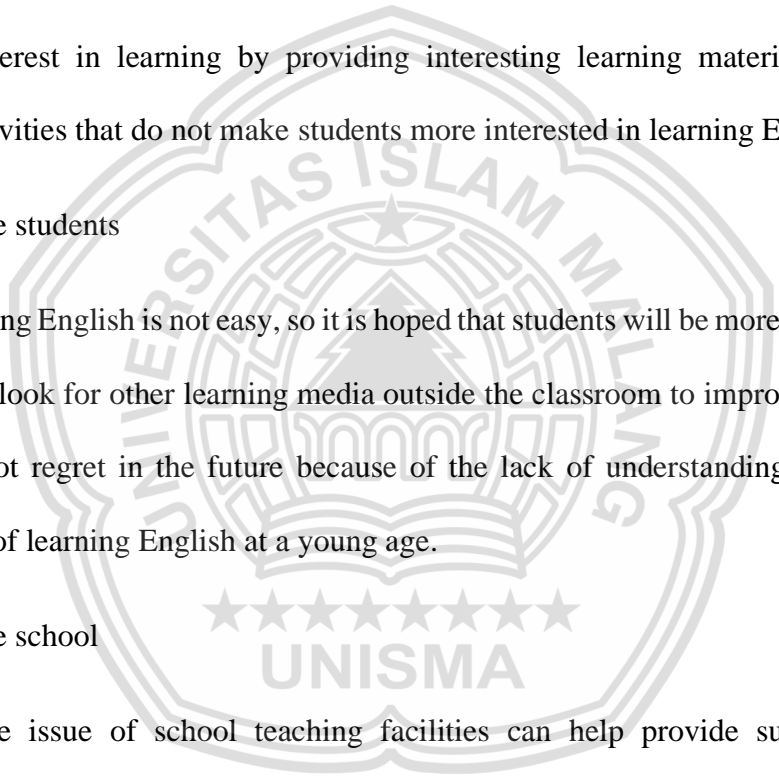 erest in learning by providing interesting learning materi
vities that do not make students more interested in learning E
e students
ng English is not easy, so it is hoped that students will be more
look for other learning media outside the classroom to impro
ot regret in the future because of the lack of understanding
of learning English at a young age.
e school
e issue of school teaching facilities can help provide su
UNIVERSITAS ISLAM MALANG
UNISMA